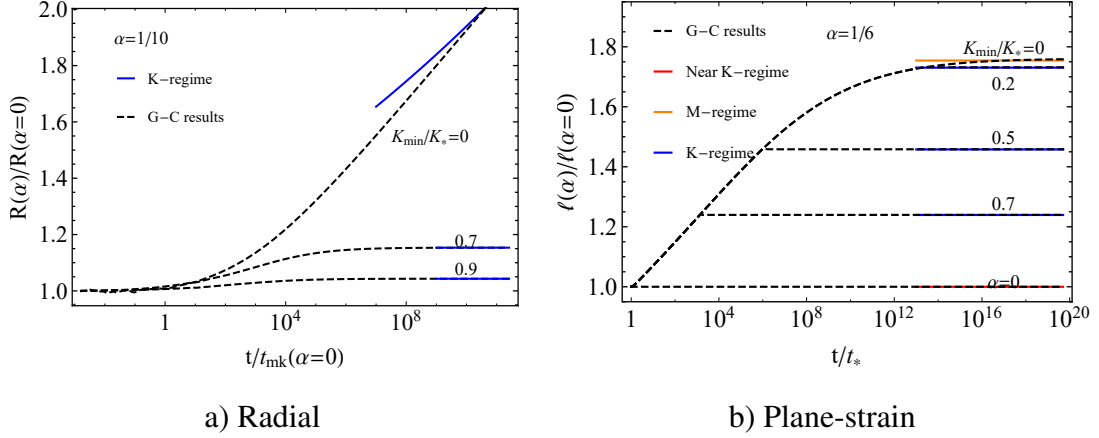 2.0
1.8
1.6
1.4
1.2
1.0
R(α)/R(α=0)
α=1/10
K−regime
G−C results
K_min/K_*=0
0.7
0.9
1
10^4
10^8
t/t_mk(α=0)
a) Radial
1.8
1.6
1.4
1.2
1.0
ℓ(α)/ℓ(α=0)
G−C results
Near K−regime
M−regime
K−regime
α=1/6
K_min/K_*=0
0.2
0.5
0.7
α=0
1
10^4
10^8
10^12
10^16
10^20
t/t_*
b) Plane-strain